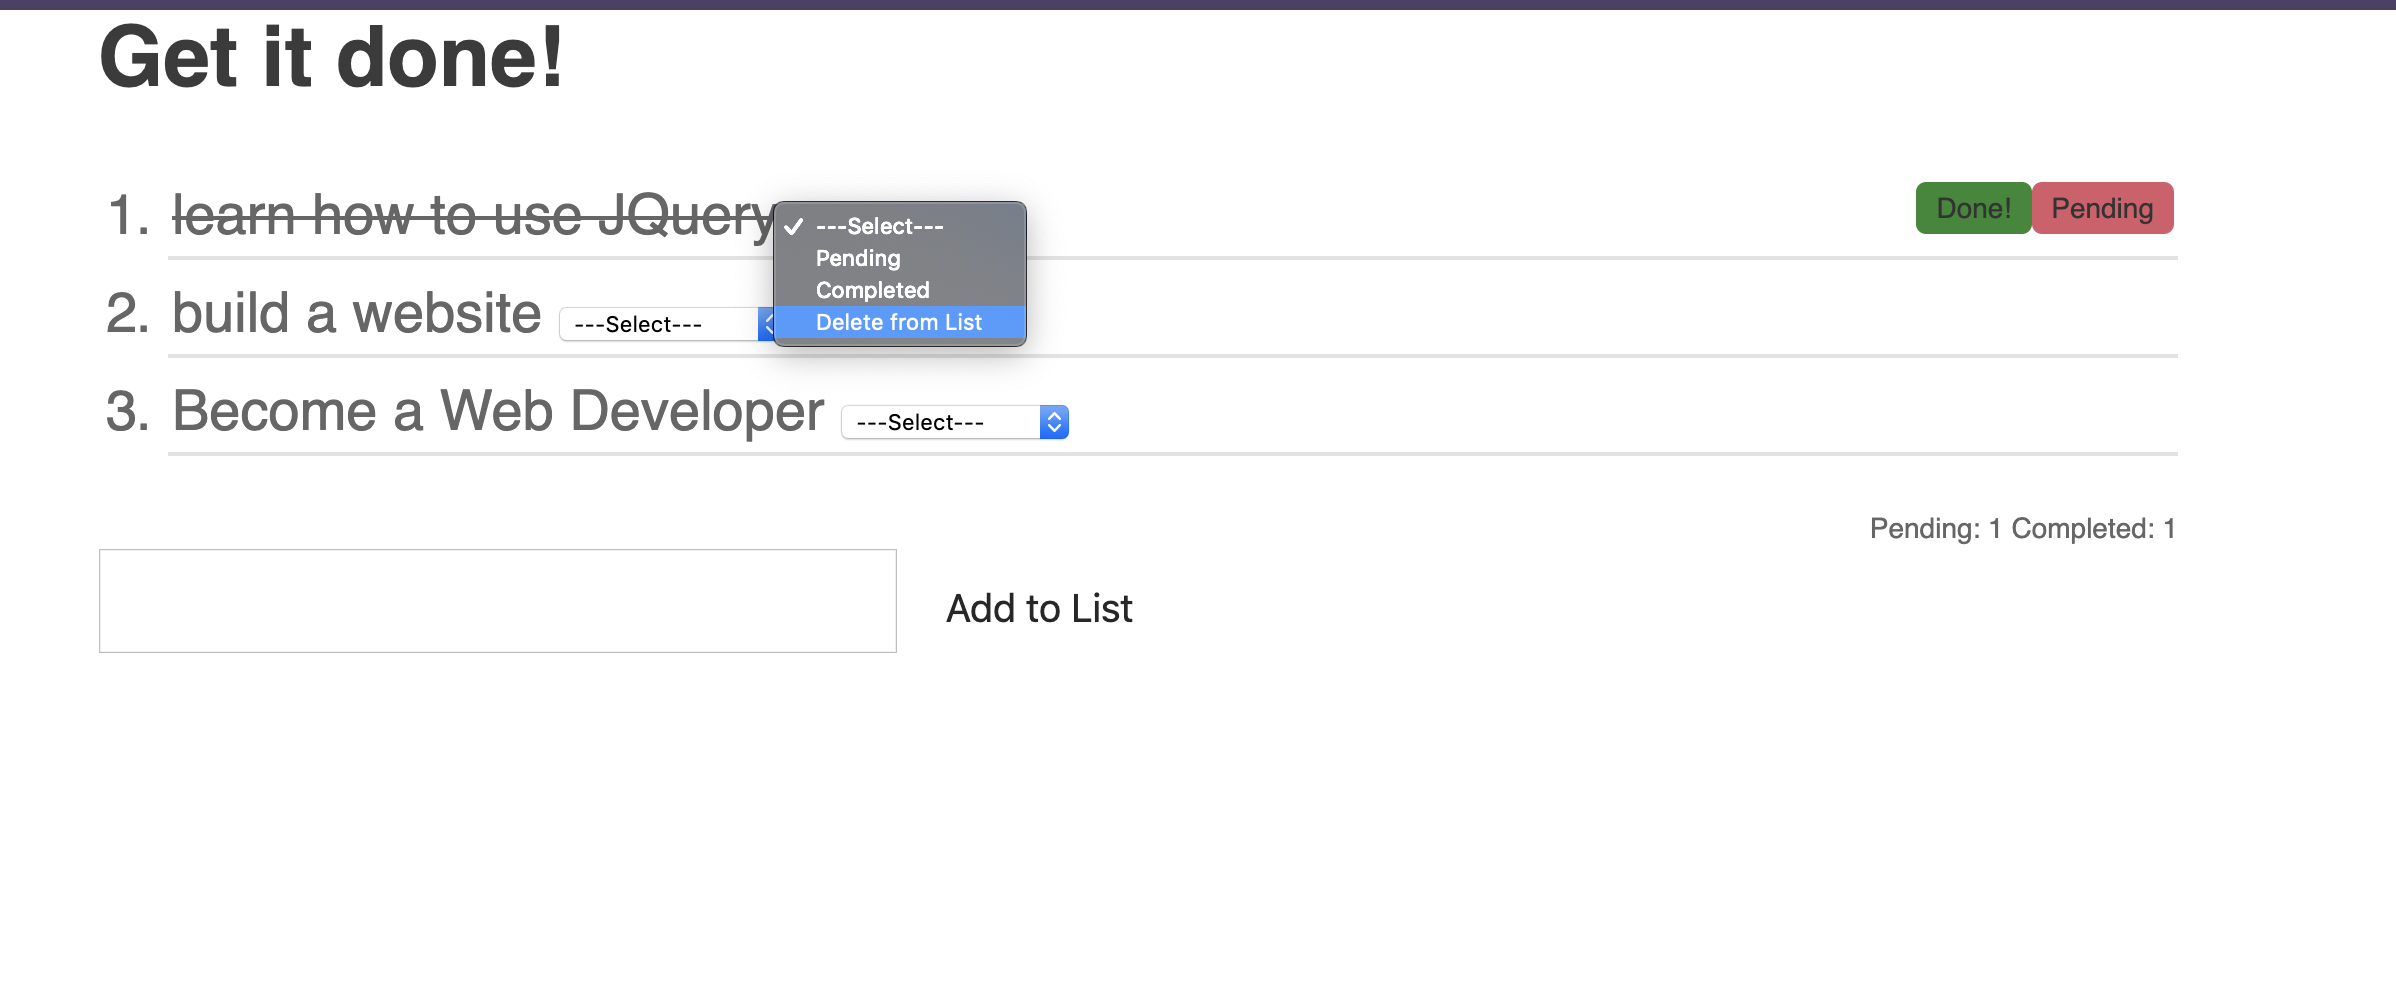 Get it done!
1. learn how to use JQuery
Done! Pending
✓ ---Select---
Pending
Completed
Delete from List
2. build a website ---Select---
3. Become a Web Developer ---Select---
Pending: 1 Completed: 1
Add to List